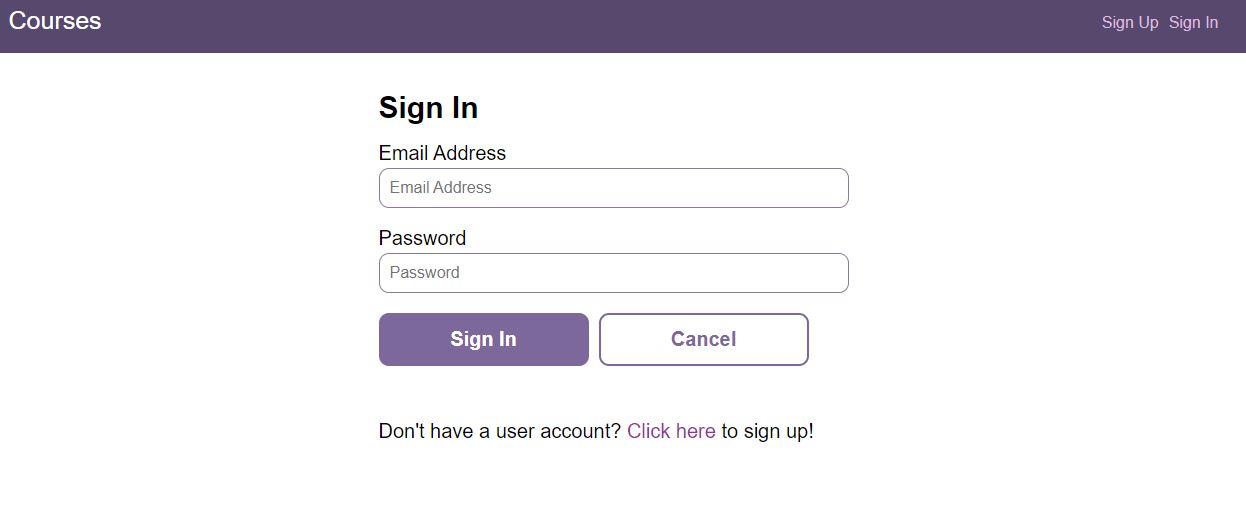 Courses
Sign Up Sign In
Sign In
Email Address
Email Address
Password
Password
Sign In
Cancel
Don't have a user account? Click here to sign up!